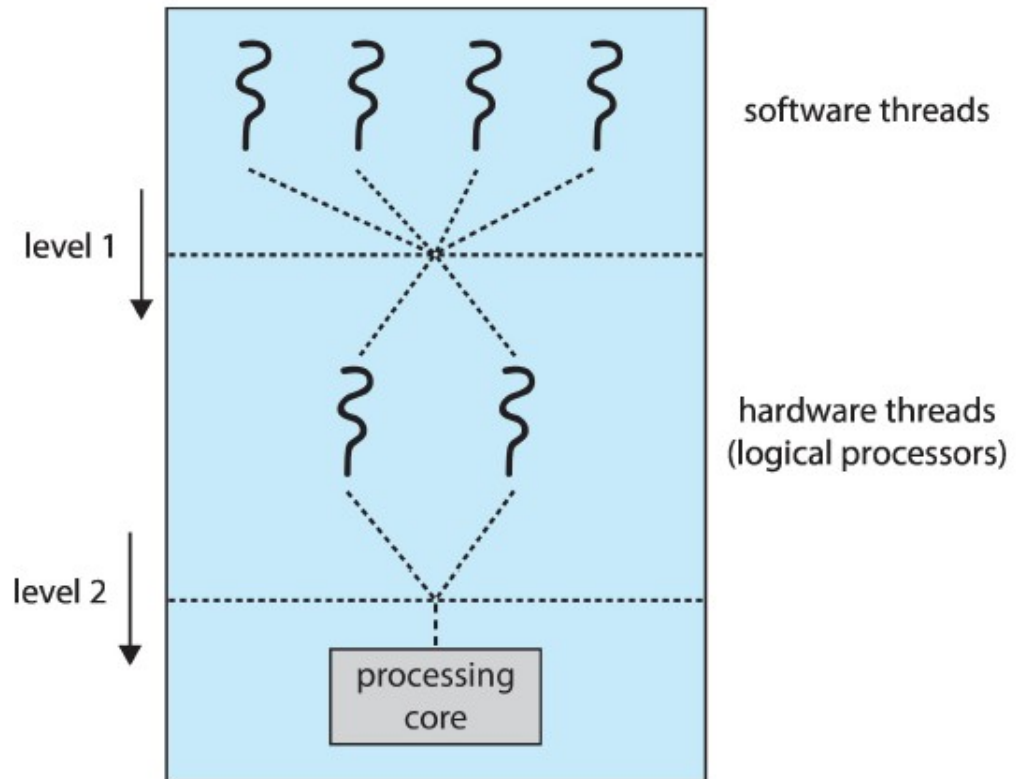 software threads
level 1
hardware threads
(logical processors)
level 2
processing
core